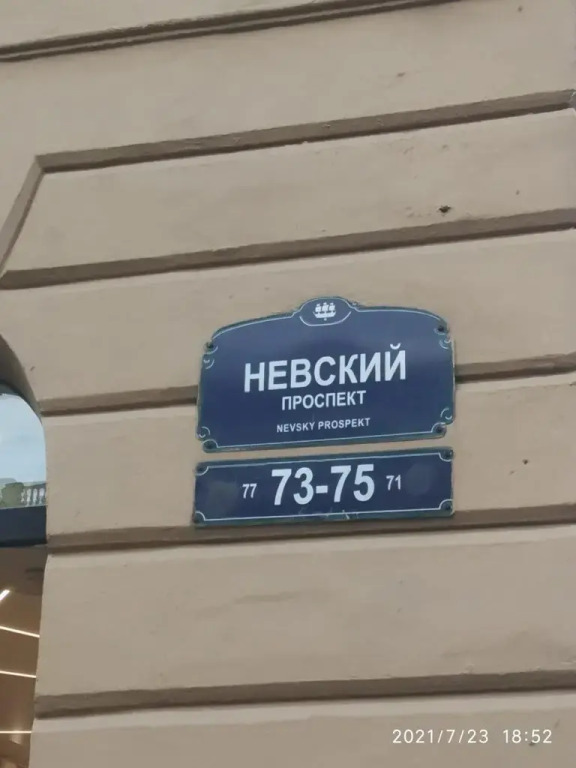 НЕВСКИЙ
ПРОСПЕКТ
NEVSKY PROSPEKT
77 73-75 71
2021/7/23 18:52